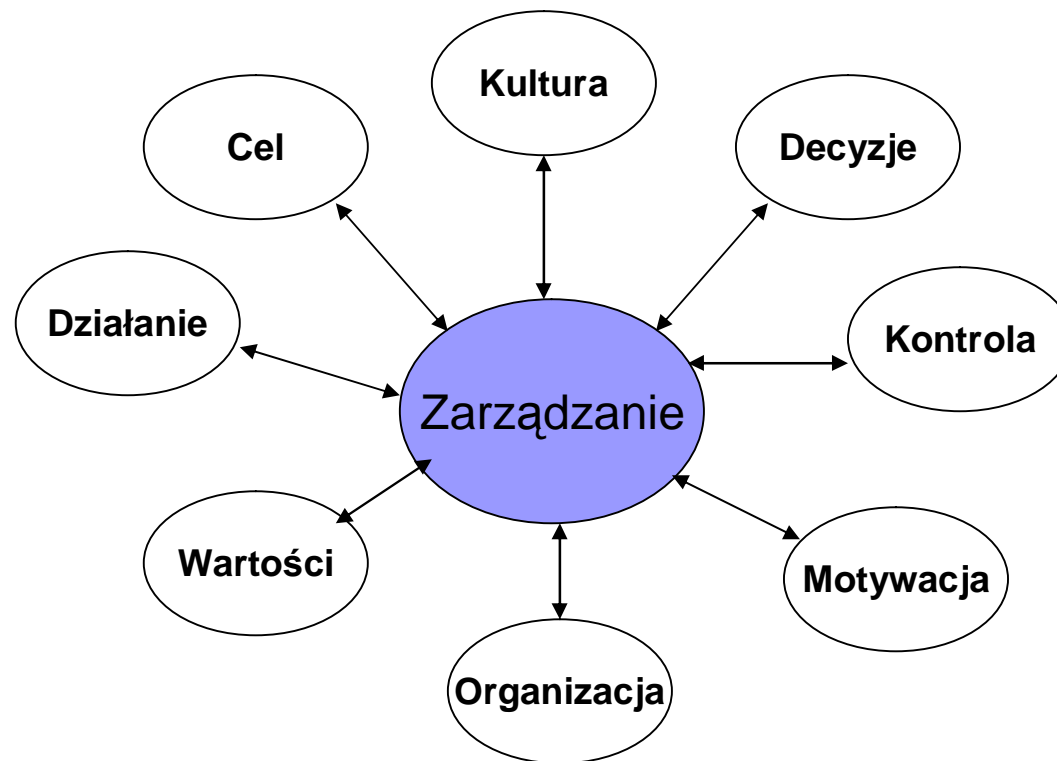 Kultura
Cel
Decyzje
Działanie
Kontrola
Zarządzanie
Wartości
Motywacja
Organizacja